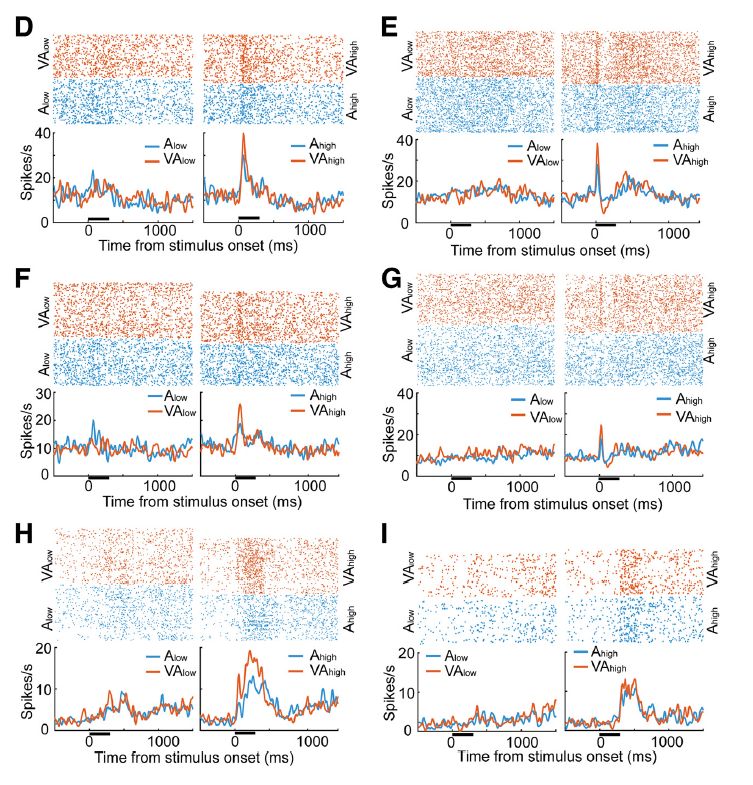 D
VAlow
Alow
VAhigh
Ahigh
Spikes/s
40
20
0
Alow
VAlow
Ahigh
VAhigh
0
1000
0
1000
Time from stimulus onset (ms)
E
VAlow
Alow
VAhigh
Ahigh
Spikes/s
40
20
0
Alow
VAlow
Ahigh
VAhigh
0
1000
0
1000
Time from stimulus onset (ms)
F
VAlow
Alow
VAhigh
Ahigh
Spikes/s
30
20
10
0
Alow
VAlow
Ahigh
VAhigh
0
1000
0
1000
Time from stimulus onset (ms)
G
VAlow
Alow
VAhigh
Ahigh
Spikes/s
40
20
0
Alow
VAlow
Ahigh
VAhigh
0
1000
0
1000
Time from stimulus onset (ms)
H
VAlow
Alow
VAhigh
Ahigh
Spikes/s
20
10
0
Alow
VAlow
Ahigh
VAhigh
0
1000
0
1000
Time from stimulus onset (ms)
I
VAlow
Alow
VAhigh
Ahigh
Spikes/s
20
10
0
Alow
VAlow
Ahigh
VAhigh
0
1000
0
1000
Time from stimulus onset (ms)